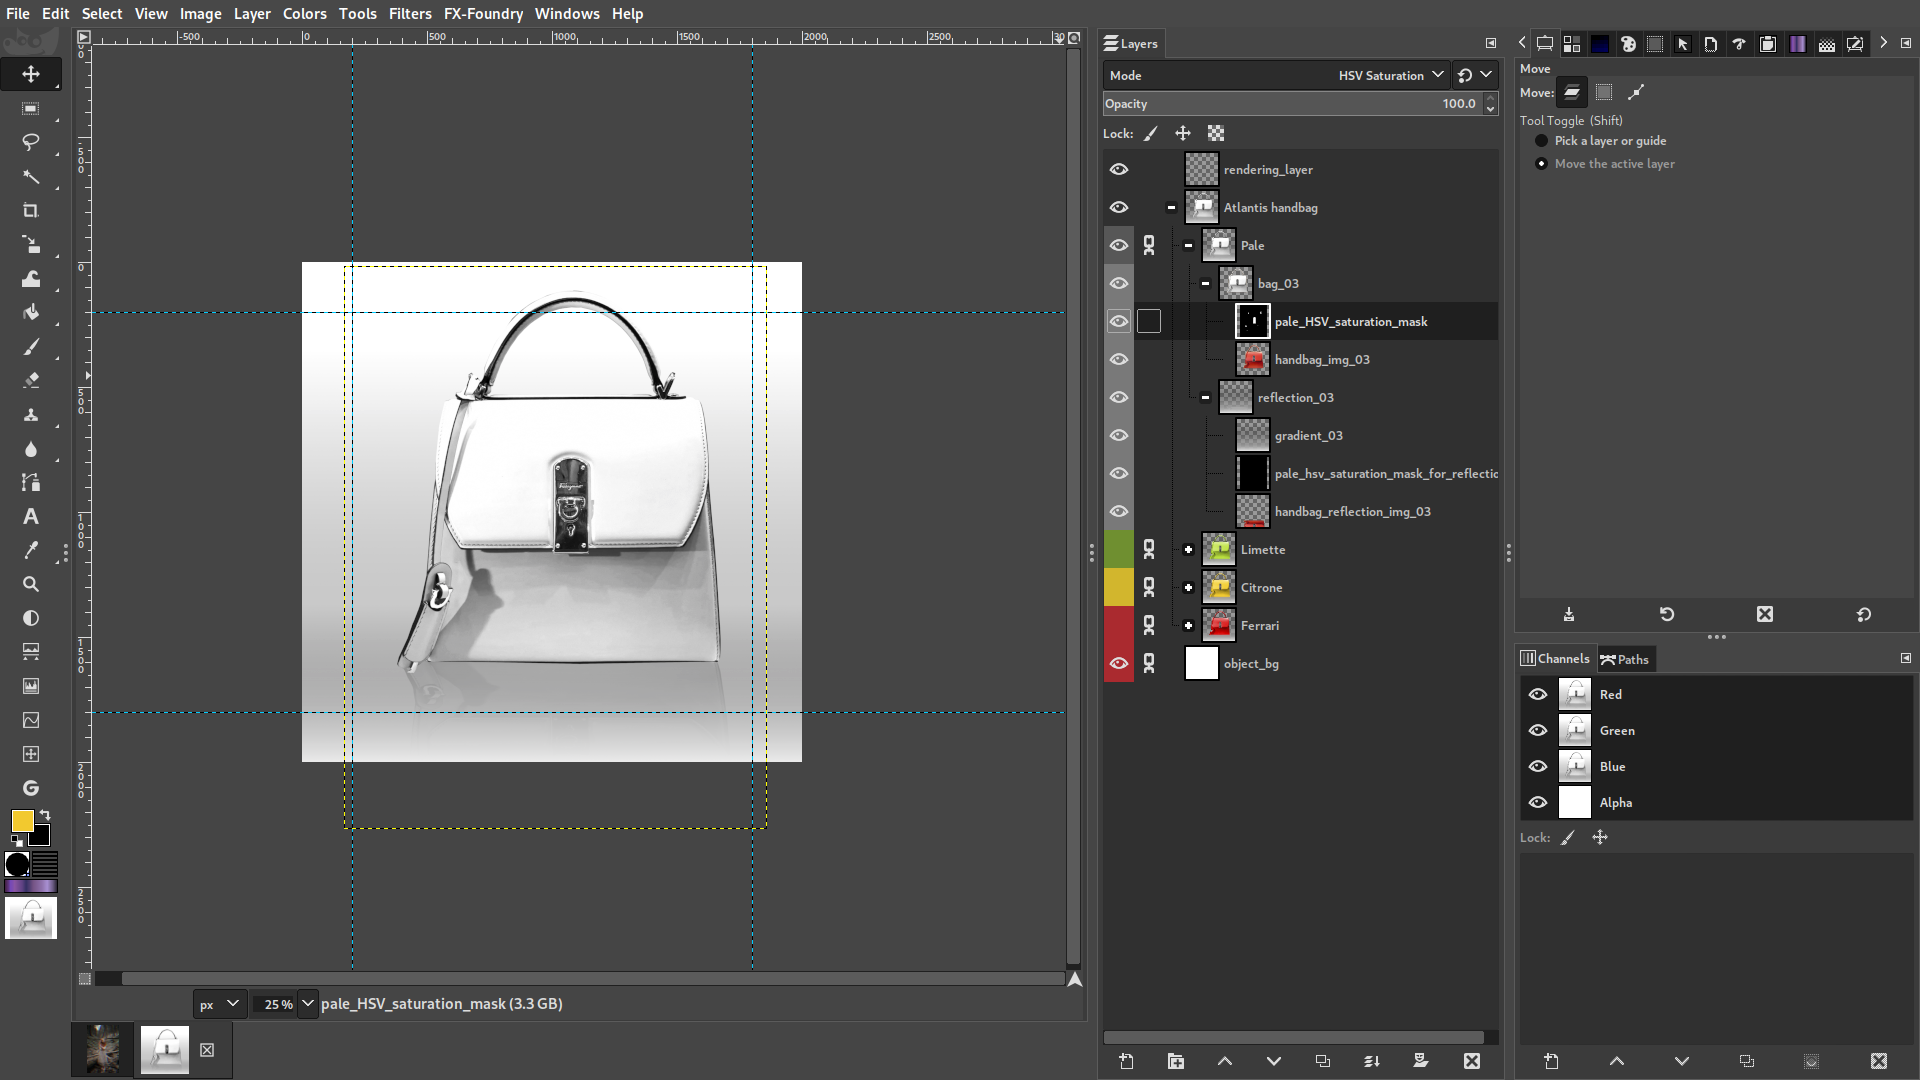 File Edit Select View Image Layer Colors Tools Filters FX-Foundry Windows Help
-500 0 500 1000 1500 2000 2500
Layers
Mode HSV Saturation
Opacity 100.0
Lock:
rendering_layer
Atlantis handbag
Pale
bag_03
pale_HSV_saturation_mask
handbag_img_03
reflection_03
gradient_03
pale_hsv_saturation_mask_for_reflectio
handbag_reflection_img_03
Limette
Citrone
Ferrari
object_bg
Move
Move:
Tool Toggle (Shift)
Pick a layer or guide
Move the active layer
Channels Paths
Red
Green
Blue
Alpha
Lock:
px 25 % pale_HSV_saturation_mask (3.3 GB)